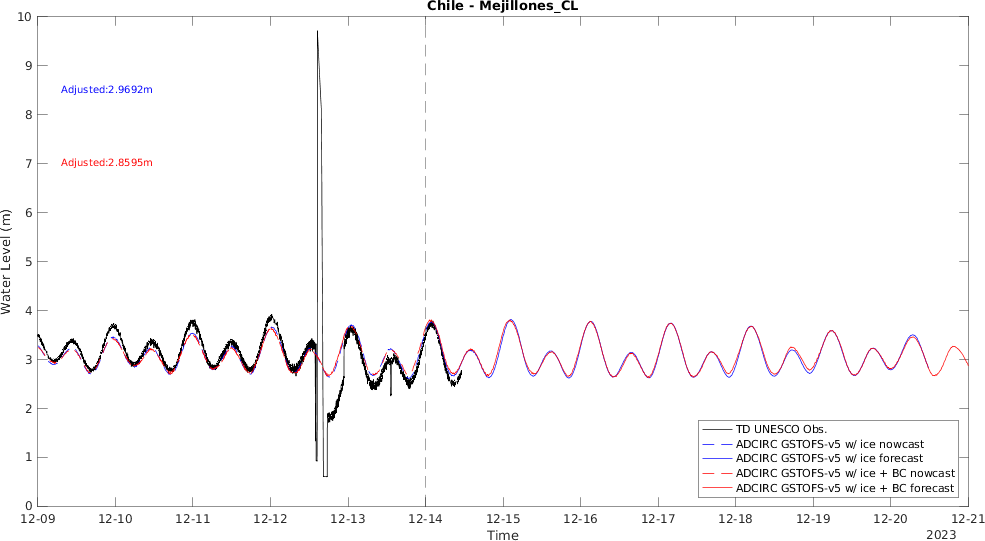 Chile - Mejillones_CL
10
9
8
7
6
5
4
3
2
1
0
Water Level (m)
Adjusted:2.9692m
Adjusted:2.8595m
TD UNESCO Obs.
ADCIRC GSTOFS-v5 w/ ice nowcast
ADCIRC GSTOFS-v5 w/ ice forecast
ADCIRC GSTOFS-v5 w/ ice + BC nowcast
ADCIRC GSTOFS-v5 w/ ice + BC forecast
12-09 12-10 12-11 12-12 12-13 12-14 12-15 12-16 12-17 12-18 12-19 12-20 12-21
Time
2023